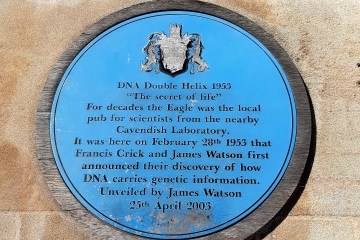 DNA Double Helix 1953
"The secret of life"
For decades the Eagle was the local
pub for scientists from the nearby
Cavendish Laboratory.
It was here on February 28th 1953 that
Francis Crick and James Watson first
announced their discovery of how
DNA carries genetic information.
Unveiled by James Watson
25th April 2003